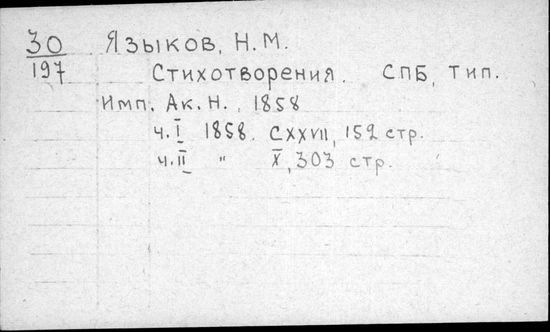 30 Языков, Н.М.
197 Стихотворения. СПБ, Тип.
Имп. Ак. Н., 1858
ч. I 1858. CXXVII, 152 стр.
ч. II " X, 303 стр.